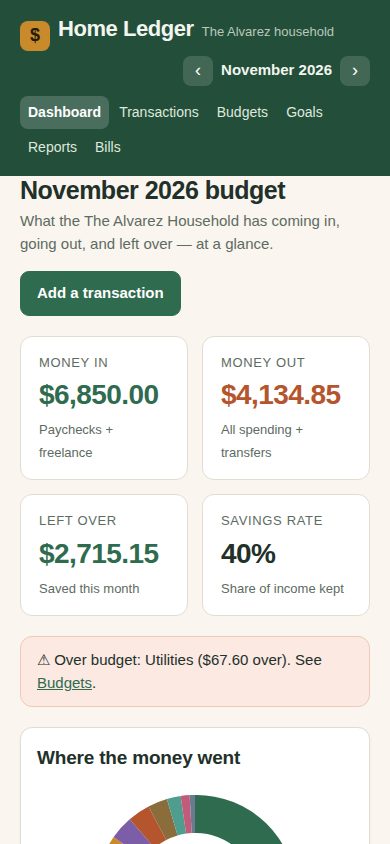 $ Home Ledger The Alvarez household
‹ November 2026 ›
Dashboard Transactions Budgets Goals
Reports Bills
November 2026 budget
What the The Alvarez Household has coming in,
going out, and left over — at a glance.
Add a transaction
MONEY IN
$6,850.00
Paychecks +
freelance
MONEY OUT
$4,134.85
All spending +
transfers
LEFT OVER
$2,715.15
Saved this month
SAVINGS RATE
40%
Share of income kept
⚠ Over budget: Utilities ($67.60 over). See
Budgets.
Where the money went